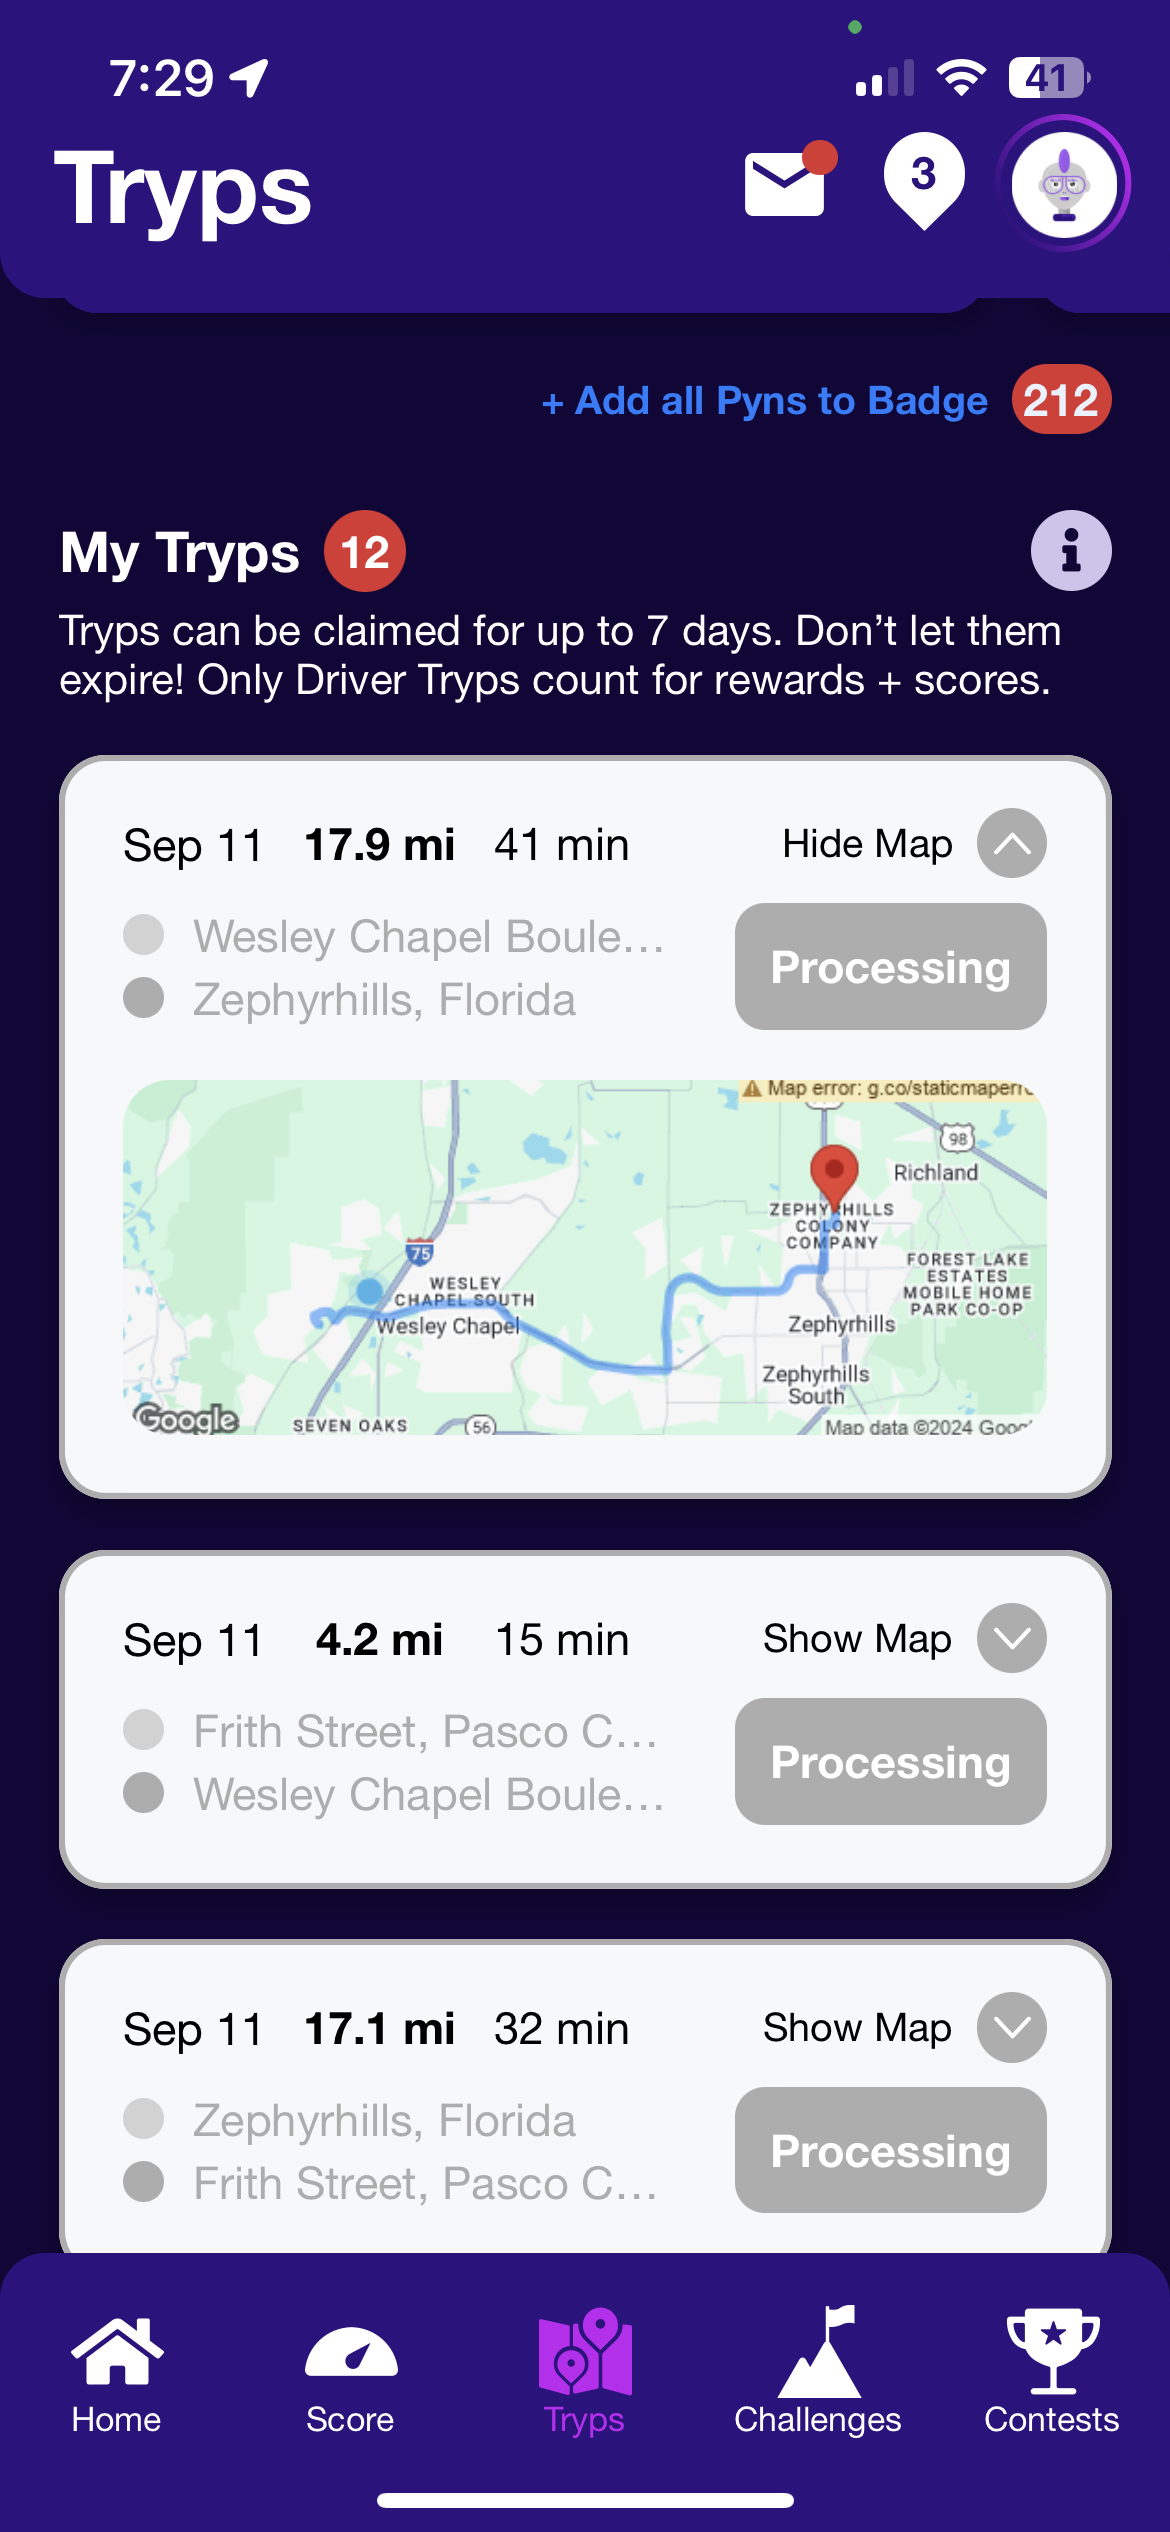 7:29
41
Tryps
3
+ Add all Pyns to Badge 212
My Tryps 12
Tryps can be claimed for up to 7 days. Don’t let them
expire! Only Driver Tryps count for rewards + scores.
Sep 11 17.9 mi 41 min Hide Map
Wesley Chapel Boule...
Zephyrhills, Florida
Processing
Map error: g.co/staticmaperro
98
Richland
ZEPHYRHILLS
COLONY
COMPANY
75
FOREST LAKE
ESTATES
MOBILE HOME
PARK CO-OP
WESLEY
CHAPEL SOUTH
Wesley Chapel
Zephyrhills
Zephyrhills
South
Google
SEVEN OAKS
56
Map data ©2024 Goog
Sep 11 4.2 mi 15 min Show Map
Frith Street, Pasco C...
Wesley Chapel Boule...
Processing
Sep 11 17.1 mi 32 min Show Map
Zephyrhills, Florida
Frith Street, Pasco C...
Processing
Home Score Tryps Challenges Contests